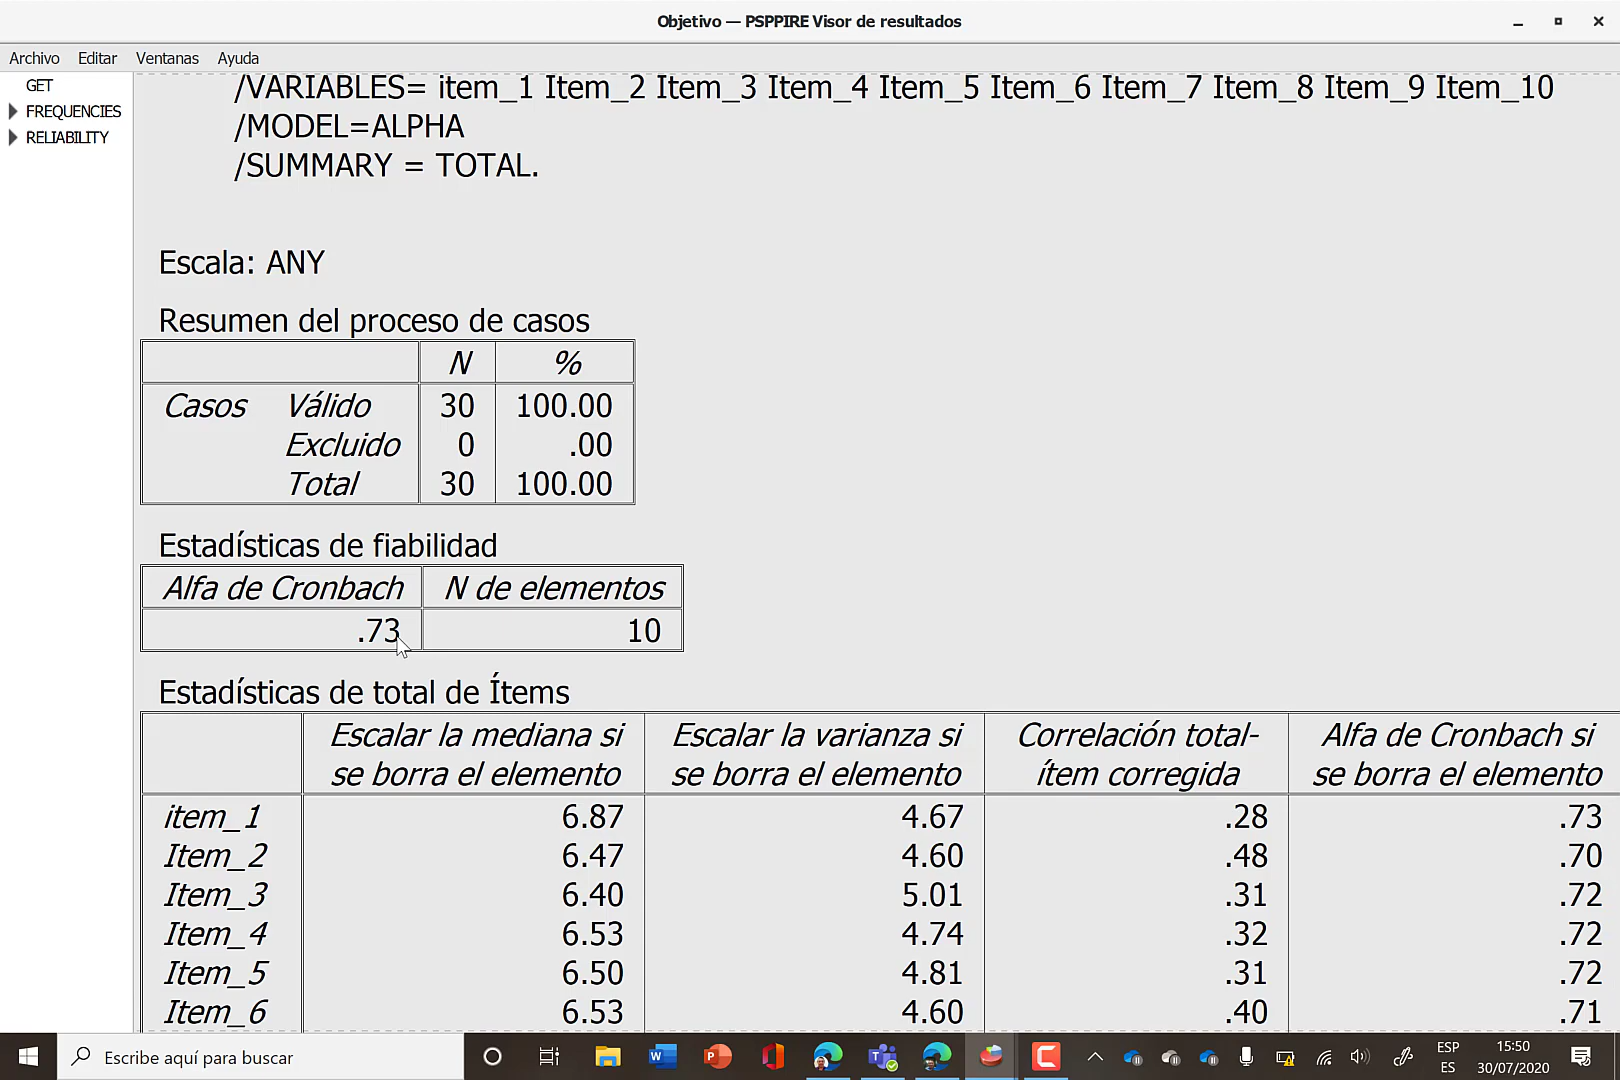 Objetivo — PSPPIRE Visor de resultados
Archivo Editar Ventanas Ayuda
GET
FREQUENCIES
RELIABILITY
/VARIABLES= item_1 Item_2 Item_3 Item_4 Item_5 Item_6 Item_7 Item_8 Item_9 Item_10
/MODEL=ALPHA
/SUMMARY = TOTAL.
Escala: ANY
Resumen del proceso de casos
N %
Casos Válido 30 100.00
Excluido 0 .00
Total 30 100.00
Estadísticas de fiabilidad
Alfa de Cronbach N de elementos
.73 10
Estadísticas de total de Ítems
Escalar la mediana si Escalar la varianza si Correlación total- Alfa de Cronbach si
se borra el elemento se borra el elemento ítem corregida se borra el elemento
item_1 6.87 4.67 .28 .73
Item_2 6.47 4.60 .48 .70
Item_3 6.40 5.01 .31 .72
Item_4 6.53 4.74 .32 .72
Item_5 6.50 4.81 .31 .72
Item_6 6.53 4.60 .40 .71
Escribe aquí para buscar
ESP 15:50
ES 30/07/2020